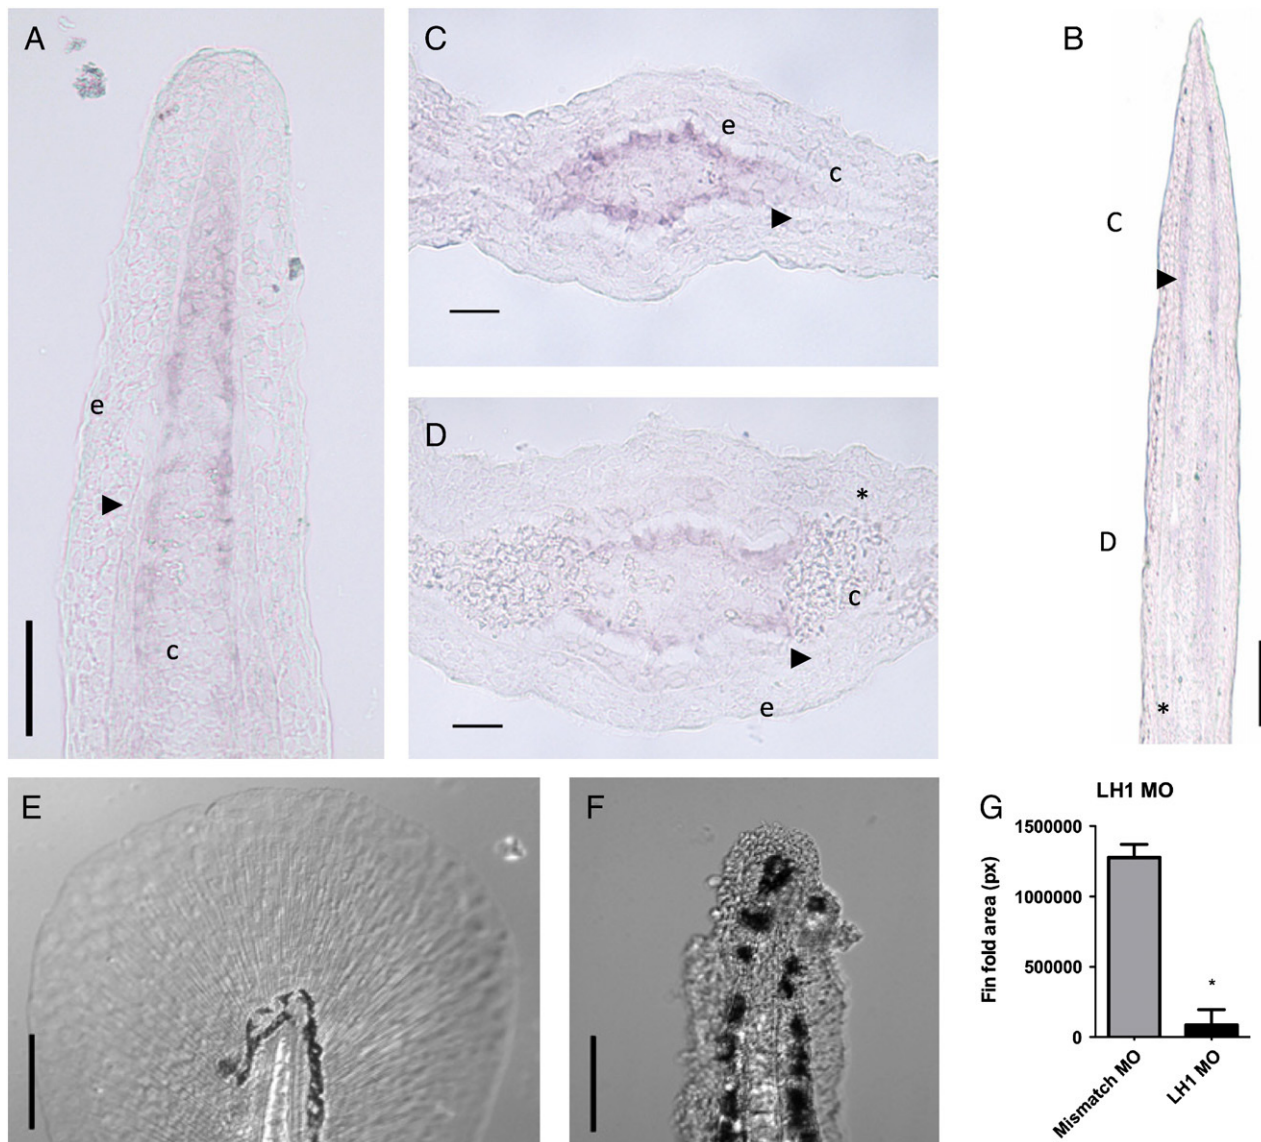 A
e
c
C
e
c
B
C
D
*
D
*
c
e
E
F
G
LH1 MO
Fin fold area (px)
1500000
1000000
500000
0
*
Mismatch MO
LH1 MO